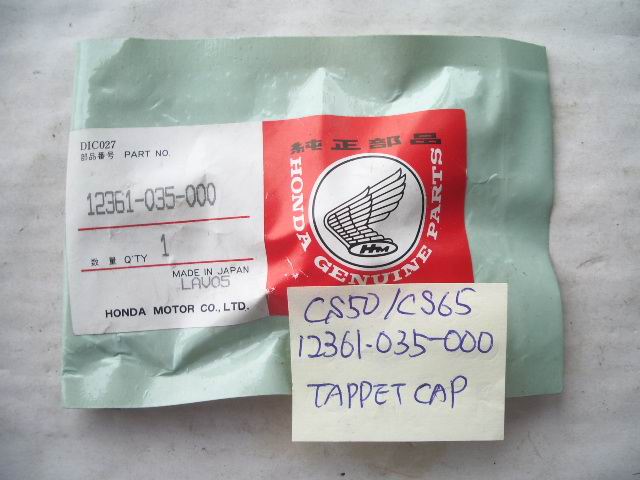 DIC027
部品番号 PART NO.
12361-035-000
数量 Q'TY 1
MADE IN JAPAN
LAV05
HONDA MOTOR CO., LTD.
純正部品
HONDA GENUINE PARTS
HM
CS50/CS65
12361-035-000
TAPPET CAP